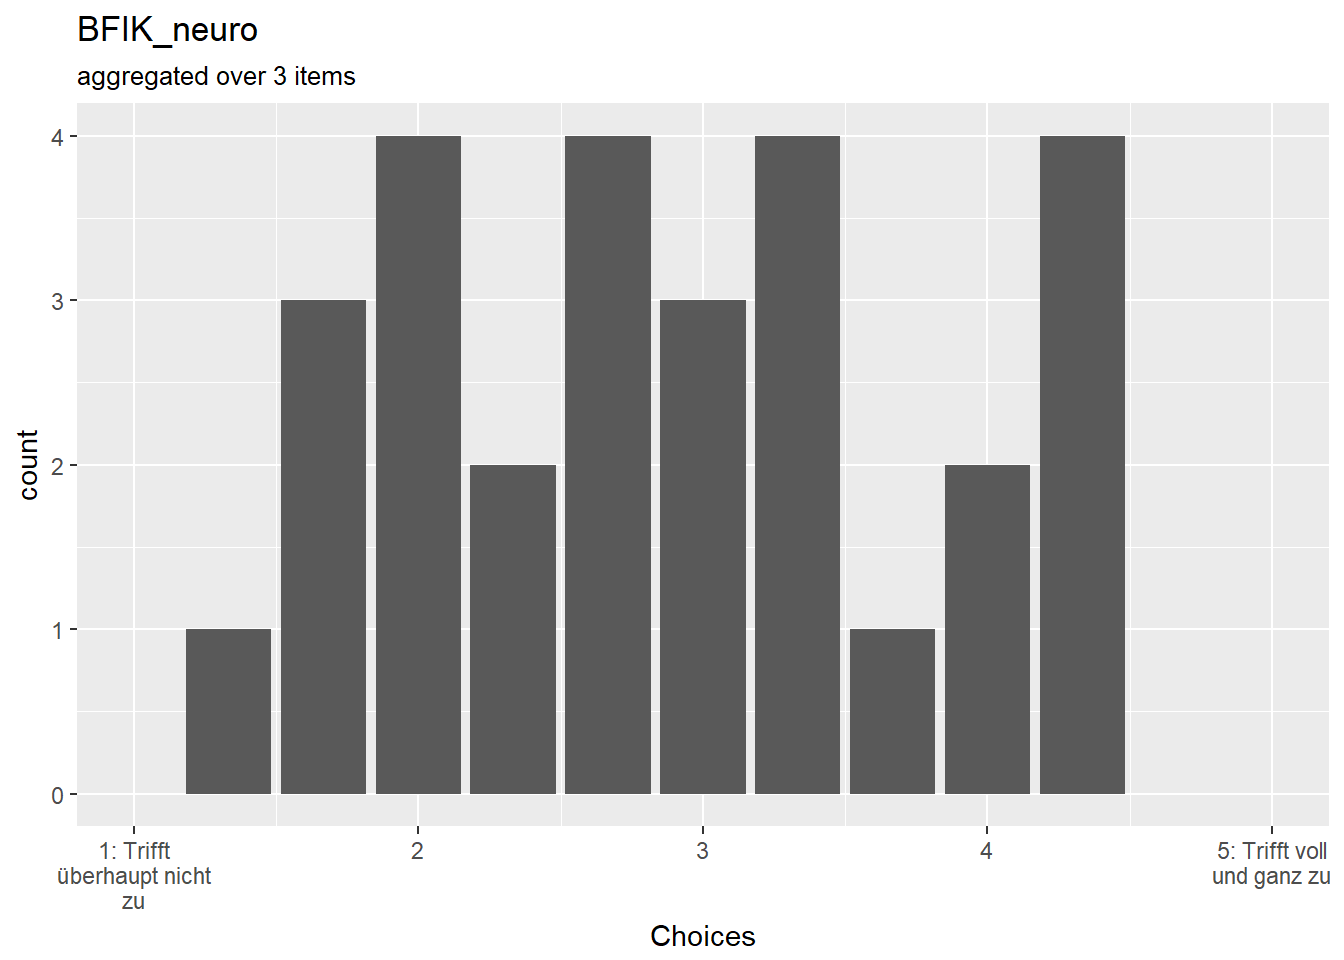 BFIK_neuro
aggregated over 3 items
4
3
2
1
0
count
1: Trifft
überhaupt nicht
zu
2
3
4
5: Trifft voll
und ganz zu
Choices